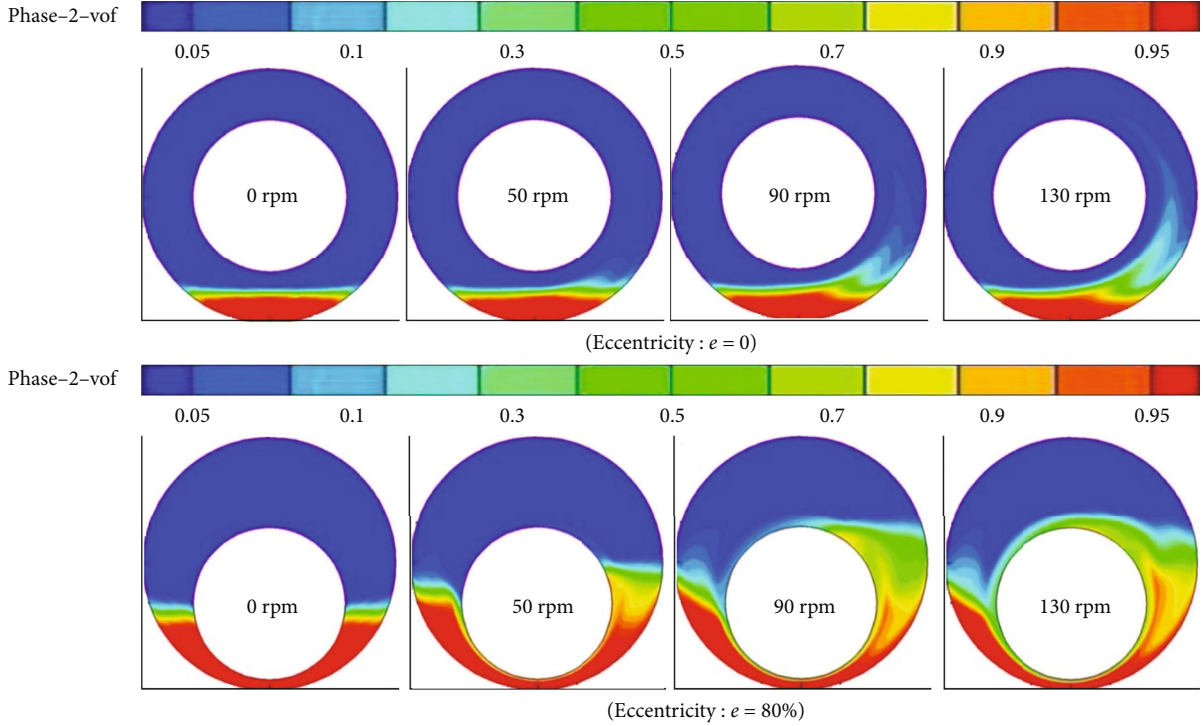 Phase–2–vof
0.05 0.1 0.3 0.5 0.7 0.9 0.95
0 rpm 50 rpm 90 rpm 130 rpm
(Eccentricity : e = 0)
Phase–2–vof
0.05 0.1 0.3 0.5 0.7 0.9 0.95
0 rpm 50 rpm 90 rpm 130 rpm
(Eccentricity : e = 80%)